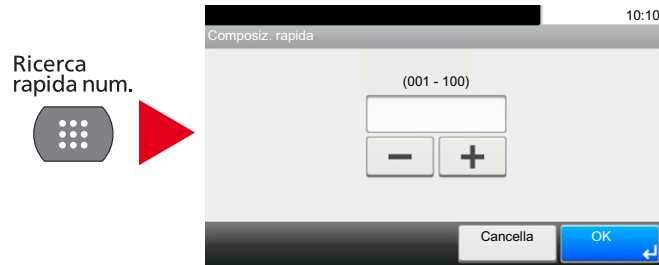 Ricerca
rapida num.
10:10
Composiz. rapida
(001 - 100)
Cancella
OK